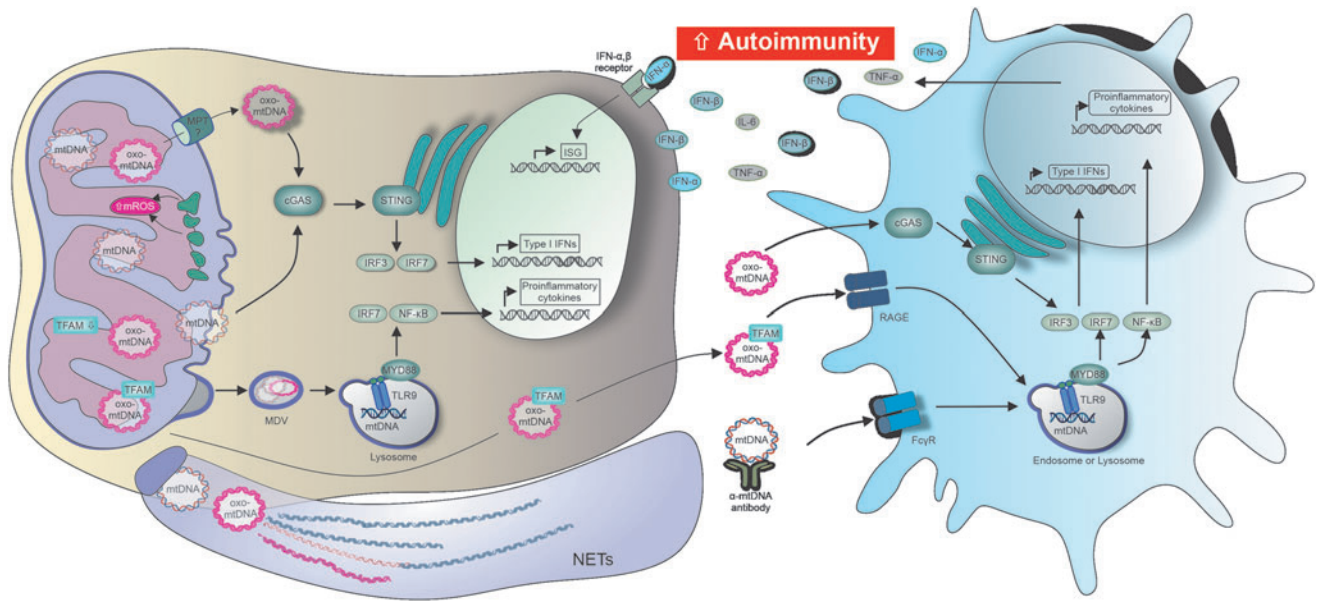 ⇧ Autoimmunity
IFN-α,β
receptor
IFN-α
oxo-
mtDNA
MPT
?
mtDNA
oxo-
mtDNA
⇧mROS
mtDNA
mtDNA
TFAM
oxo-
mtDNA
TFAM
oxo-
mtDNA
cGAS
STING
ISG
IRF3
IRF7
Type I IFNs
Proinflammatory
cytokines
IRF7
NF-κB
MYD88
TLR9
mtDNA
Lysosome
MDV
TFAM
oxo-
mtDNA
mtDNA
oxo-
mtDNA
NETs
IFN-β
IFN-β
IFN-α
IL-6
TNF-α
IFN-β
IFN-β
TNF-α
IFN-α
oxo-
mtDNA
TFAM
oxo-
mtDNA
mtDNA
α-mtDNA
antibody
cGAS
STING
RAGE
FcγR
Proinflammatory
cytokines
Type I IFNs
IRF3
IRF7
NF-κB
MYD88
TLR9
mtDNA
Endosome or Lysosome